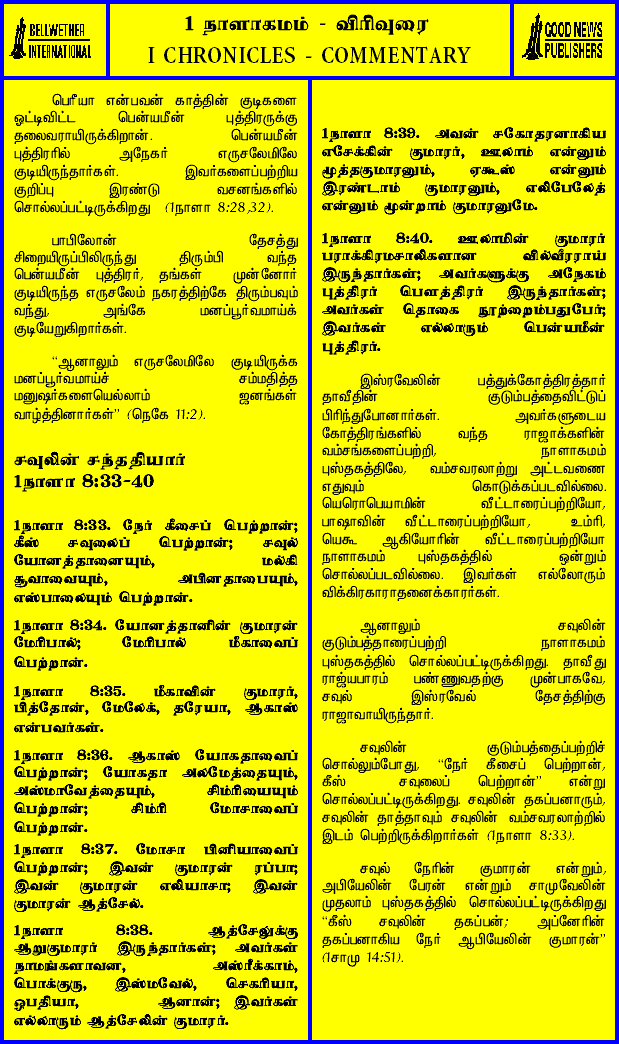 BELLWETHER
INTERNATIONAL
1 நாளாகமம் - விரிவுரை
I CHRONICLES - COMMENTARY
GOOD NEWS
PUBLISHERS
பெரீயா என்பவன் காத்தின் குடிகளை
ஓட்டிவிட்ட பென்யமீன் புத்திரருக்கு
தலைவராயிருக்கிறான். பென்யமீன்
புத்திரரில் அநேகர் எருசலேமிலே
குடியிருந்தார்கள். இவர்களைப்பற்றிய
குறிப்பு இரண்டு வசனங்களில்
சொல்லப்பட்டிருக்கிறது (1நாளா 8:28,32).
பாபிலோன் தேசத்து
சிறையிருப்பிலிருந்து திரும்பி வந்த
பென்யமீன் புத்திரர், தங்கள் முன்னோர்
குடியிருந்த எருசலேம் நகரத்திற்கே திரும்பவும்
வந்து, அங்கே மனப்பூர்வமாய்க்
குடியேறுகிறார்கள்.
“ஆனாலும் எருசலேமிலே குடியிருக்க
மனப்பூர்வமாய்ச் சம்மதித்த
மனுஷர்களையெல்லாம் ஜனங்கள்
வாழ்த்தினார்கள்” (நெகே 11:2).
சவுலின் சந்ததியார்
1நாளா 8:33-40
1நாளா 8:33. நேர் கீசைப் பெற்றான்;
கீஸ் சவுலைப் பெற்றான்; சவுல்
யோனத்தானையும், மல்கி
சூவாவையும், அபினதாபையும்,
எஸ்பாலையும் பெற்றான்.
1நாளா 8:34. யோனத்தானின் குமாரன்
மேரிபால்; மேரிபால் மீகாவைப்
பெற்றான்.
1நாளா 8:35. மீகாவின் குமாரர்,
பித்தோன், மேலேக், தரேயா, ஆகாஸ்
என்பவர்கள்.
1நாளா 8:36. ஆகாஸ் யோகதாவைப்
பெற்றான்; யோகதா அலமேத்தையும்,
அஸ்மாவேத்தையும், சிம்ரியையும்
பெற்றான்; சிம்ரி மோசாவைப்
பெற்றான்.
1நாளா 8:37. மோசா பினியாவைப்
பெற்றான்; இவன் குமாரன் ரப்பா;
இவன் குமாரன் எலியாசா; இவன்
குமாரன் ஆத்சேல்.
1நாளா 8:38. ஆத்சேலுக்கு
ஆறுகுமாரர் இருந்தார்கள்; அவர்கள்
நாமங்களாவன, அஸ்ரீக்காம்,
பொக்குரு, இஸ்மவேல், செகரியா,
ஒபதியா, ஆனான்; இவர்கள்
எல்லாரும் ஆத்சேலின் குமாரர்.
1நாளா 8:39. அவன் சகோதரனாகிய
எசேக்கின் குமாரர், ஊலாம் என்னும்
மூத்தகுமாரனும், ஏகூஸ் என்னும்
இரண்டாம் குமாரனும், எலிபேலேத்
என்னும் மூன்றாம் குமாரனுமே.
1நாளா 8:40. ஊலாமின் குமாரர்
பராக்கிரமசாலிகளான வில்வீரராய்
இருந்தார்கள்; அவர்களுக்கு அநேகம்
புத்திரர் பௌத்திரர் இருந்தார்கள்;
அவர்கள் தொகை நூற்றைம்பதுபேர்;
இவர்கள் எல்லாரும் பென்யமீன்
புத்திரர்.
இஸ்ரவேலின் பத்துக்கோத்திரத்தார்
தாவீதின் குடும்பத்தைவிட்டுப்
பிரிந்துபோனார்கள். அவர்களுடைய
கோத்திரங்களில் வந்த ராஜாக்களின்
வம்சங்களைப்பற்றி, நாளாகமம்
புஸ்தகத்திலே, வம்சவரலாற்று அட்டவணை
எதுவும் கொடுக்கப்படவில்லை.
யெரொபெயாமின் வீட்டாரைப்பற்றியோ,
பாஷாவின் வீட்டாரைப்பற்றியோ, உம்ரி,
யெகூ ஆகியோரின் வீட்டாரைப்பற்றியோ
நாளாகமம் புஸ்தகத்தில் ஒன்றும்
சொல்லப்படவில்லை. இவர்கள் எல்லோரும்
விக்கிரகாராதனைக்காரர்கள்.
ஆனாலும் சவுலின்
குடும்பத்தாரைப்பற்றி நாளாகமம்
புஸ்தகத்தில் சொல்லப்பட்டிருக்கிறது. தாவீது
ராஜ்யபாரம் பண்ணுவதற்கு முன்பாகவே,
சவுல் இஸ்ரவேல் தேசத்திற்கு
ராஜாவாயிருந்தார்.
சவுலின் குடும்பத்தைப்பற்றிச்
சொல்லும்போது, “நேர் கீசைப் பெற்றான்,
கீஸ் சவுலைப் பெற்றான்” என்று
சொல்லப்பட்டிருக்கிறது. சவுலின் தகப்பனாரும்,
சவுலின் தாத்தாவும் சவுலின் வம்சவரலாற்றில்
இடம் பெற்றிருக்கிறார்கள் (1நாளா 8:33).
சவுல் நேரின் குமாரன் என்றும்,
அபியேலின் பேரன் என்றும் சாமுவேலின்
முதலாம் புஸ்தகத்தில் சொல்லப்பட்டிருக்கிறது
“கீஸ் சவுலின் தகப்பன்; அப்னேரின்
தகப்பனாகிய நேர் ஆபியேலின் குமாரன்”
(1சாமு 14:51).